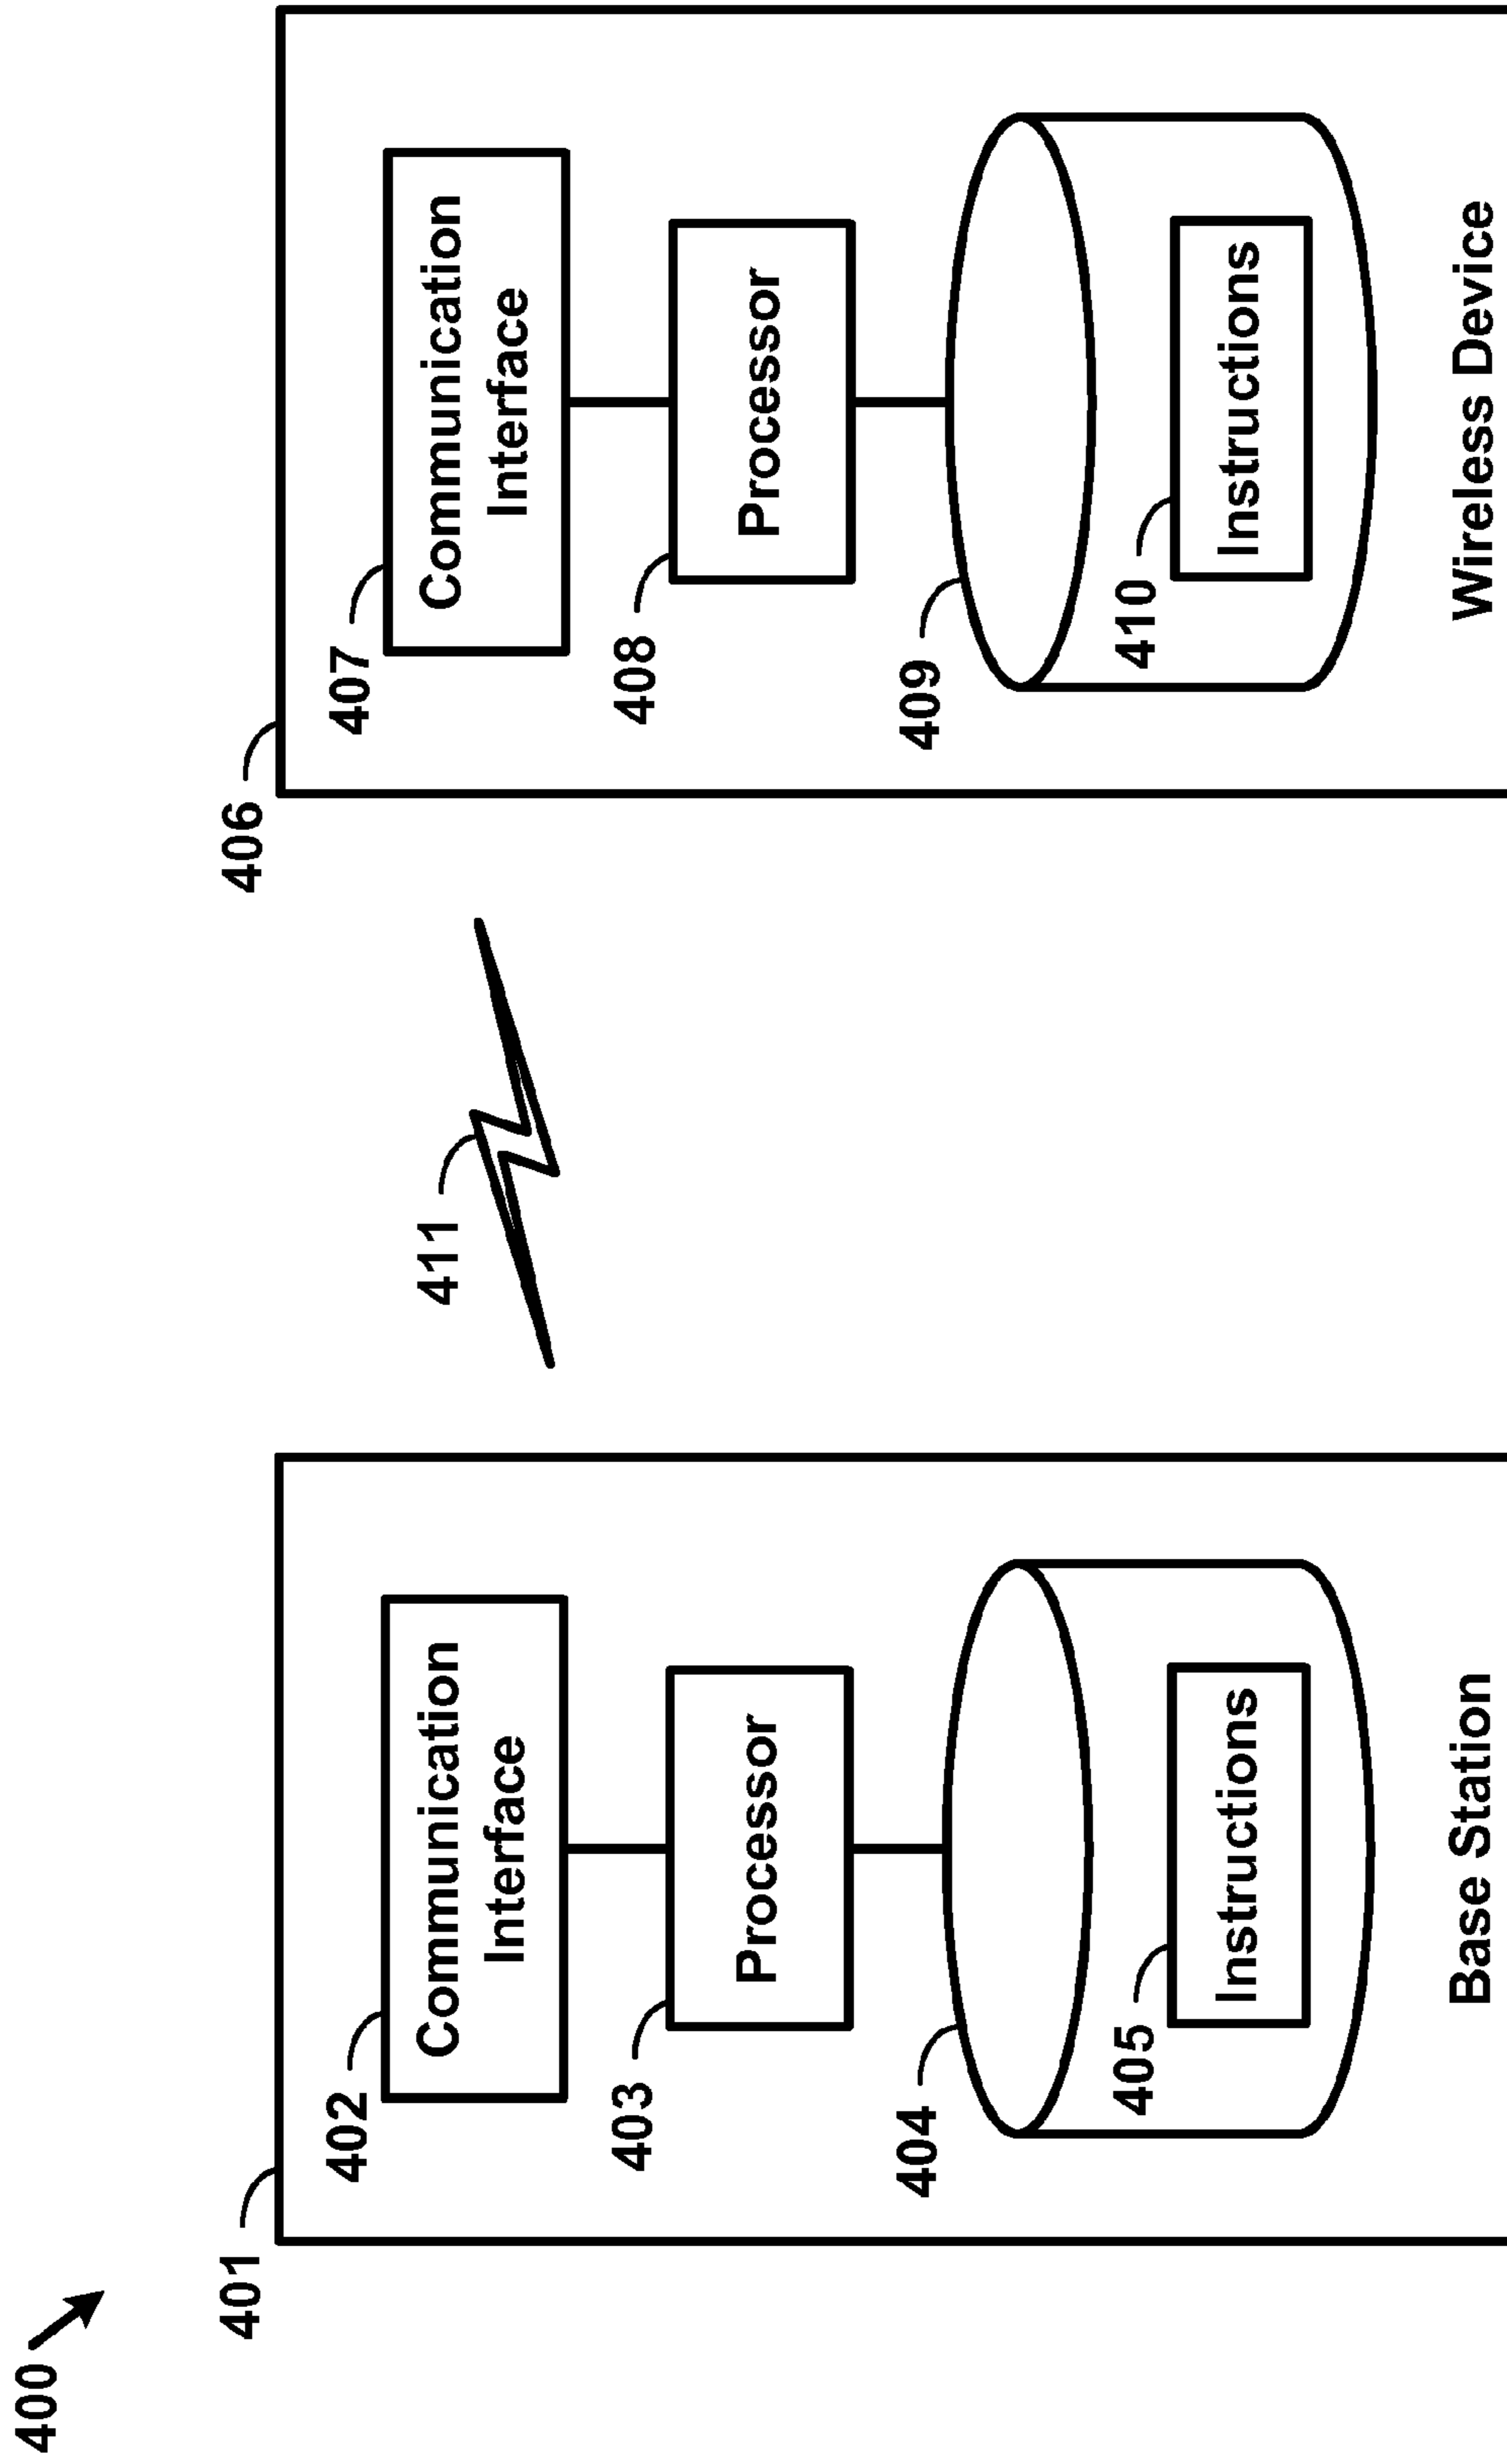 400
401
402
Communication
Interface
403
Processor
404
405
Instructions
Base Station
411
406
407
Communication
Interface
408
Processor
409
410
Instructions
Wireless Device